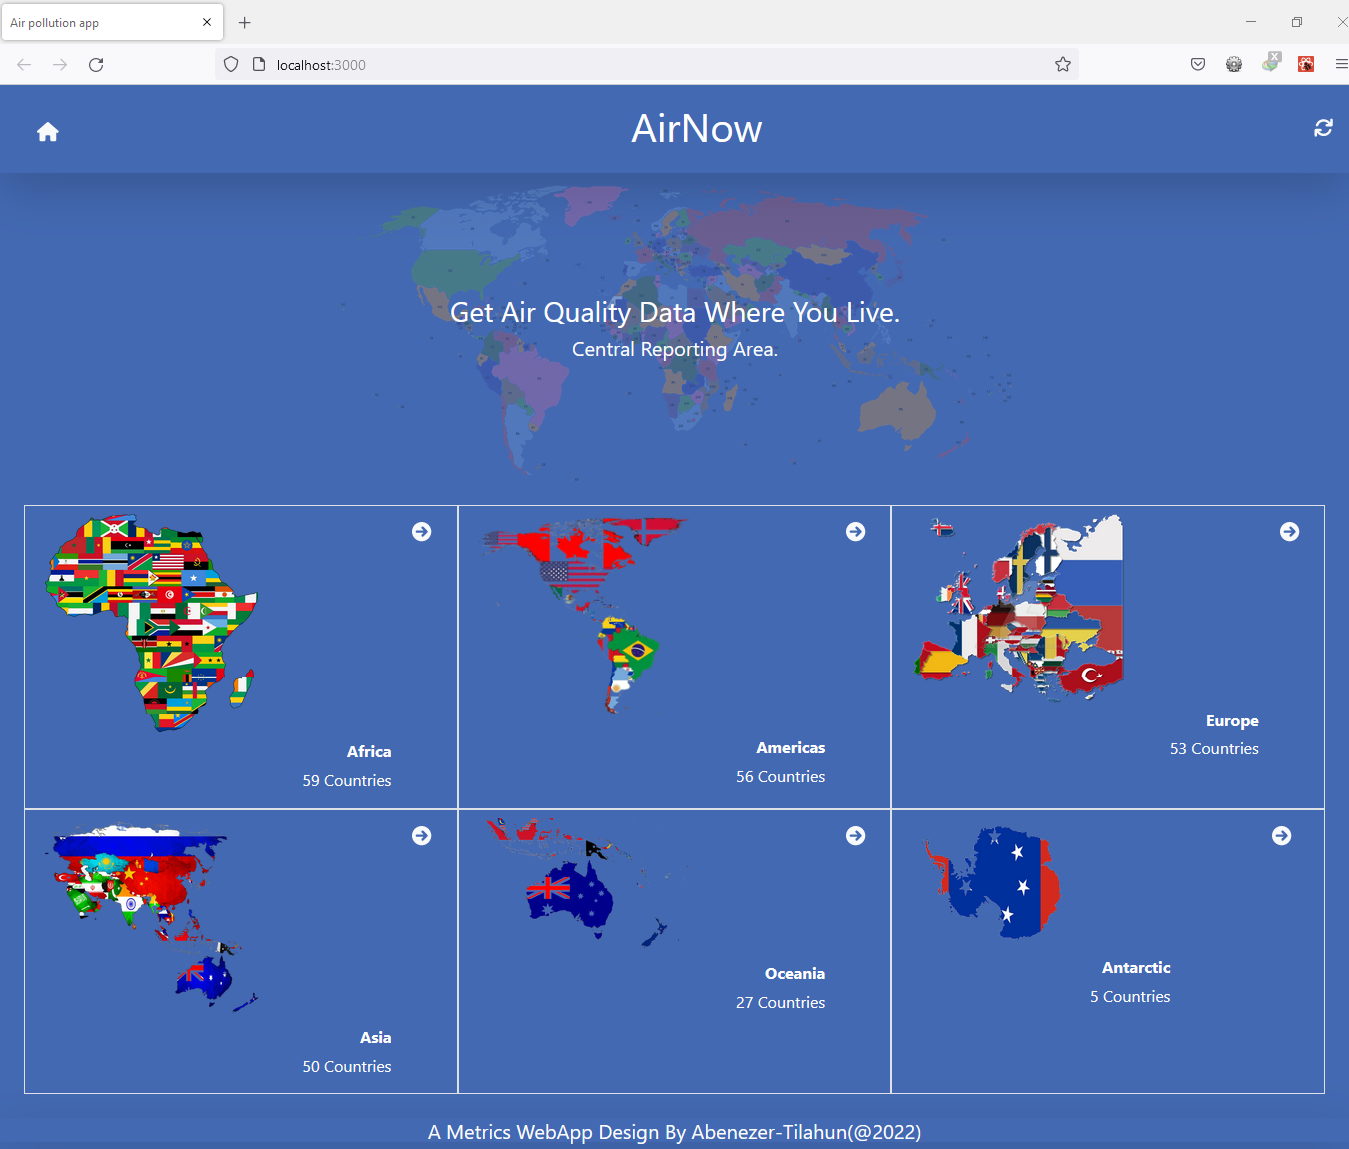 Air pollution app
localhost:3000
AirNow
Get Air Quality Data Where You Live.
Central Reporting Area.
Africa
59 Countries
Americas
56 Countries
Europe
53 Countries
Asia
50 Countries
Oceania
27 Countries
Antarctic
5 Countries
A Metrics WebApp Design By Abenezer-Tilahun(@2022)